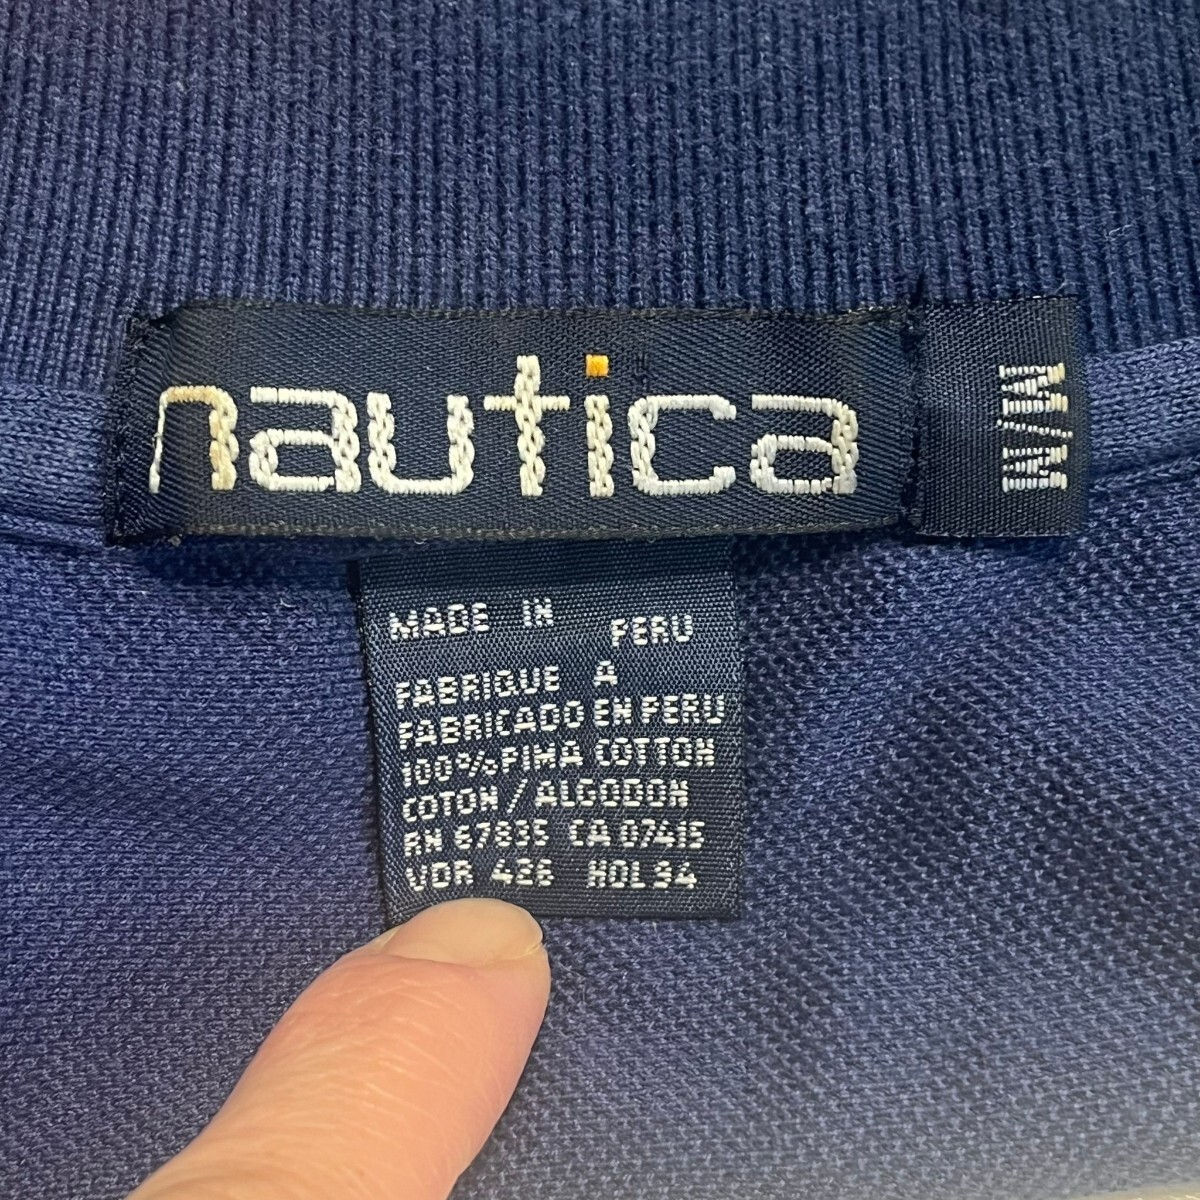 nautica
M/M
MADE IN PERU
FABRIQUE A
FABRICADO EN PERU
100% PIMA COTTON
COTON / ALGODON
RN 67835 CA 07415
VDR 426 HOL34